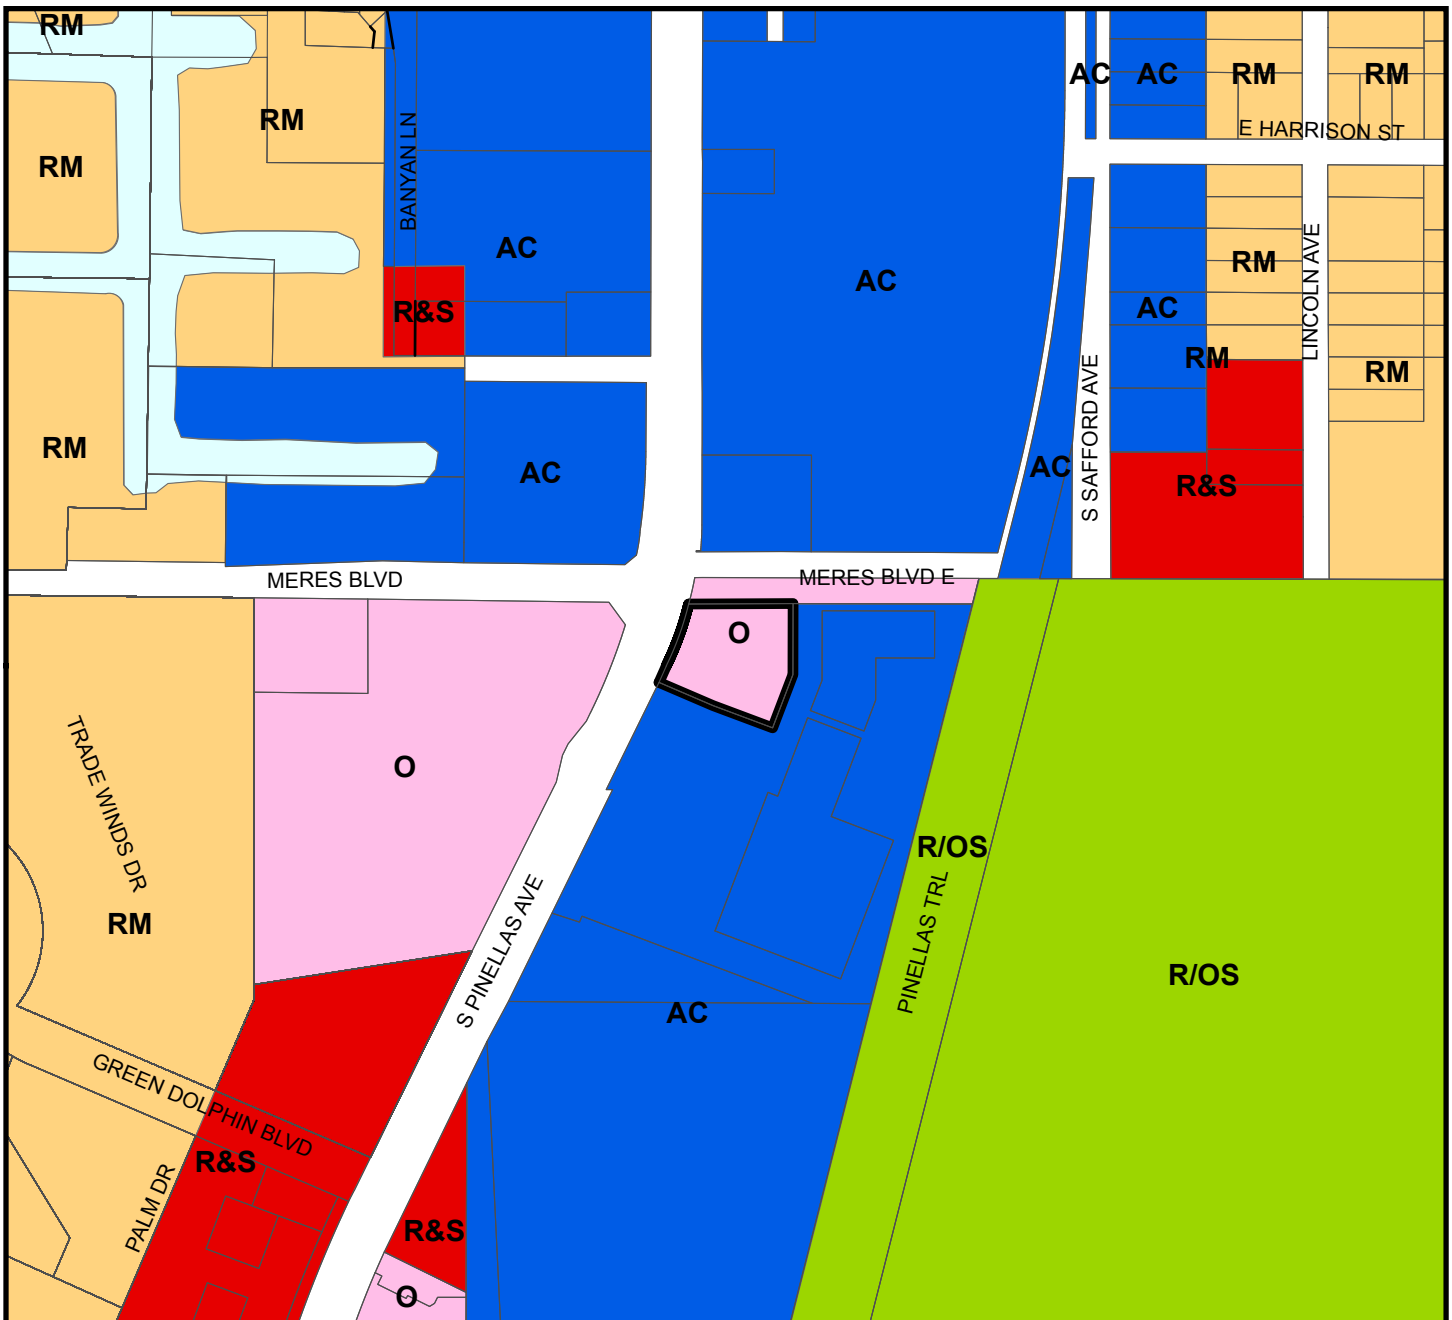 RM
AC
AC
RM
RM
RM
E HARRISON ST
RM
BANYAN LN
AC
AC
RM
LINCOLN AVE
R&S
AC
RM
RM
S SAFFORD AVE
RM
AC
AC
R&S
MERES BLVD
MERES BLVD E
O
O
TRADE WINDS DR
RM
R/OS
S PINELLAS AVE
PINELLAS TRL
R/OS
AC
GREEN DOLPHIN BLVD
R&S
PALM DR
R&S
O